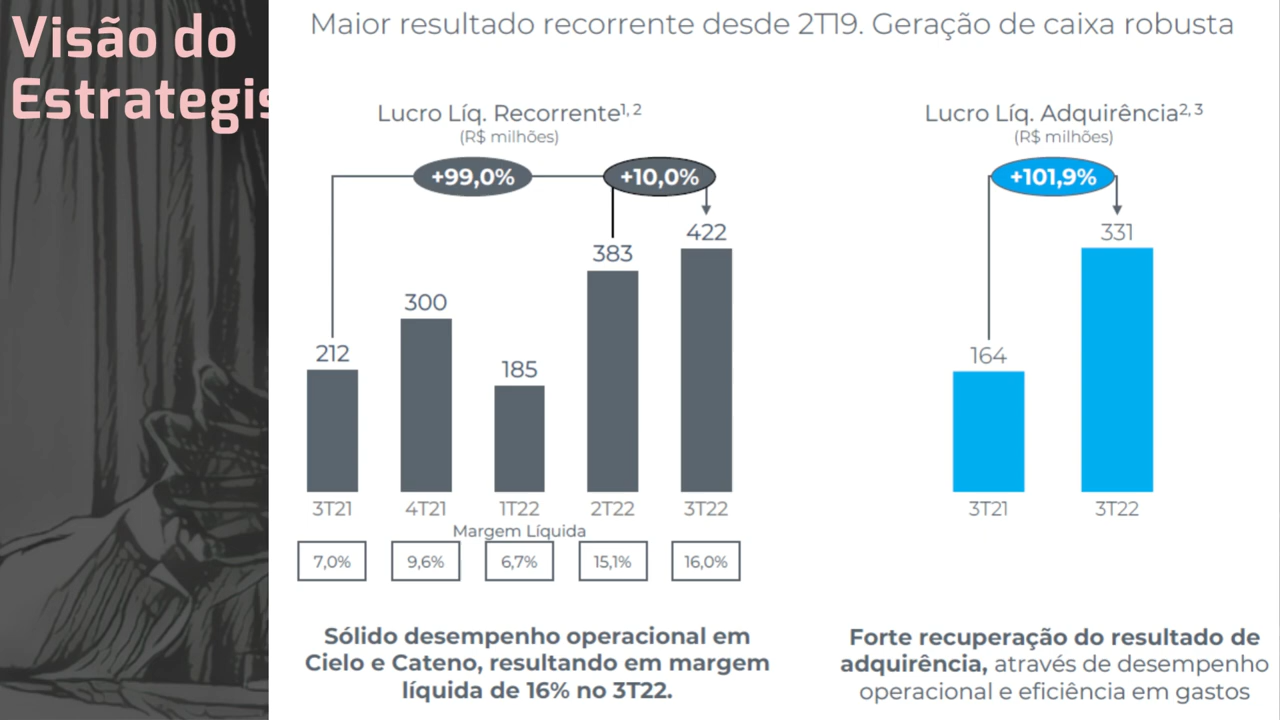 Visão do
Estrategis
Maior resultado recorrente desde 2T19. Geração de caixa robusta
Lucro Líq. Recorrente1, 2
(R$ milhões)
+99,0%
+10,0%
212
300
185
383
422
3T21
4T21
1T22
2T22
3T22
Margem Líquida
7,0%
9,6%
6,7%
15,1%
16,0%
Sólido desempenho operacional em
Cielo e Cateno, resultando em margem
líquida de 16% no 3T22.
Lucro Líq. Adquirência2, 3
(R$ milhões)
+101,9%
164
331
3T21
3T22
Forte recuperação do resultado de
adquirência, através de desempenho
operacional e eficiência em gastos